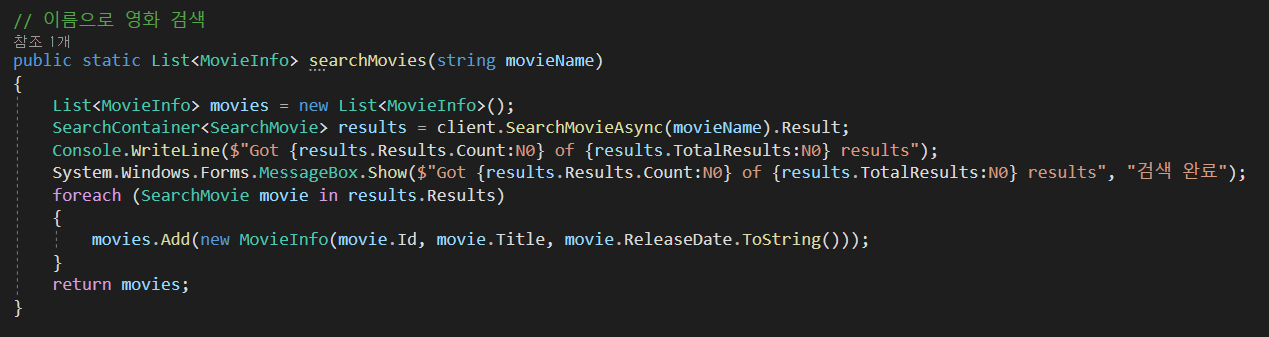 // 이름으로 영화 검색
참조 1개
public static List<MovieInfo> searchMovies(string movieName)
{
    List<MovieInfo> movies = new List<MovieInfo>();
    SearchContainer<SearchMovie> results = client.SearchMovieAsync(movieName).Result;
    Console.WriteLine($"Got {results.Results.Count:N0} of {results.TotalResults:N0} results");
    System.Windows.Forms.MessageBox.Show($"Got {results.Results.Count:N0} of {results.TotalResults:N0} results", "검색 완료");
    foreach (SearchMovie movie in results.Results)
    {
        movies.Add(new MovieInfo(movie.Id, movie.Title, movie.ReleaseDate.ToString()));
    }
    return movies;
}